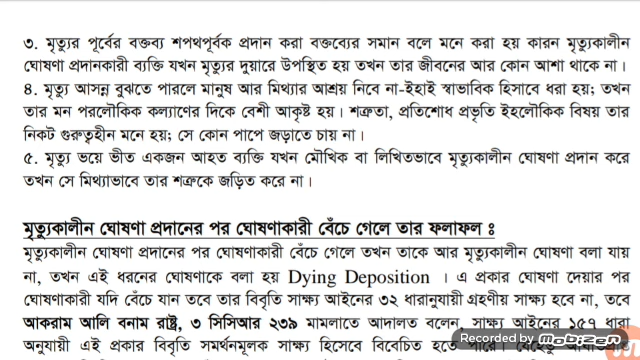 ৩. মৃত্যুর পূর্বের বক্তব্য শপথপূর্বক প্রদান করা বক্তব্যের সমান বলে মনে করা হয় কারন মৃত্যুকালীন
ঘোষণা প্রদানকারী ব্যক্তি যখন মৃত্যুর দুয়ারে উপস্থিত হয় তখন তার জীবনের আর কোন আশা থাকে না।
৪. মৃত্যু আসন্ন বুঝতে পারলে মানুষ আর মিথ্যার আশ্রয় নিবে না-ইহাই স্বাভাবিক হিসাবে ধরা হয়; তখন
তার মন পরলৌকিক কল্যাণের দিকে বেশী আকৃষ্ট হয়। শত্রুতা, প্রতিশোধ প্রভৃতি ইহলৌকিক বিষয় তার
নিকট গুরুত্বহীন মনে হয়; সে কোন পাপে জড়াতে চায় না।
৫. মৃত্যু ভয়ে ভীত একজন আহত ব্যক্তি যখন মৌখিক বা লিখিতভাবে মৃত্যুকালীন ঘোষণা প্রদান করে
তখন সে মিথ্যাভাবে তার শত্রুকে জড়িত করে না।
মৃত্যুকালীন ঘোষণা প্রদানের পর ঘোষণাকারী বেঁচে গেলে তার ফলাফল ঃ
মৃত্যুকালীন ঘোষণা প্রদানের পর ঘোষণাকারী বেঁচে গেলে তখন তাকে আর মৃত্যুকালীন ঘোষণা বলা যায়
না, তখন এই ধরনের ঘোষণাকে বলা হয় Dying Deposition । এ প্রকার ঘোষণা দেয়ার পর
ঘোষণাকারী যদি বেঁচে যান তবে তার বিবৃতি সাক্ষ্য আইনের ৩২ ধারানুযায়ী গ্রহণীয় সাক্ষ্য হবে না, তবে
আকরাম আলি বনাম রাষ্ট্র, ৩ সিসিআর ২৩৯ মামলাতে আদালত বলেন, সাক্ষ্য আইনের ১৫৭ ধারা
অনুযায়ী এই প্রকার বিবৃতি সমর্থনমূলক সাক্ষ্য হিসেবে বিবেচিত হতে পারে।
Recorded by mobizen